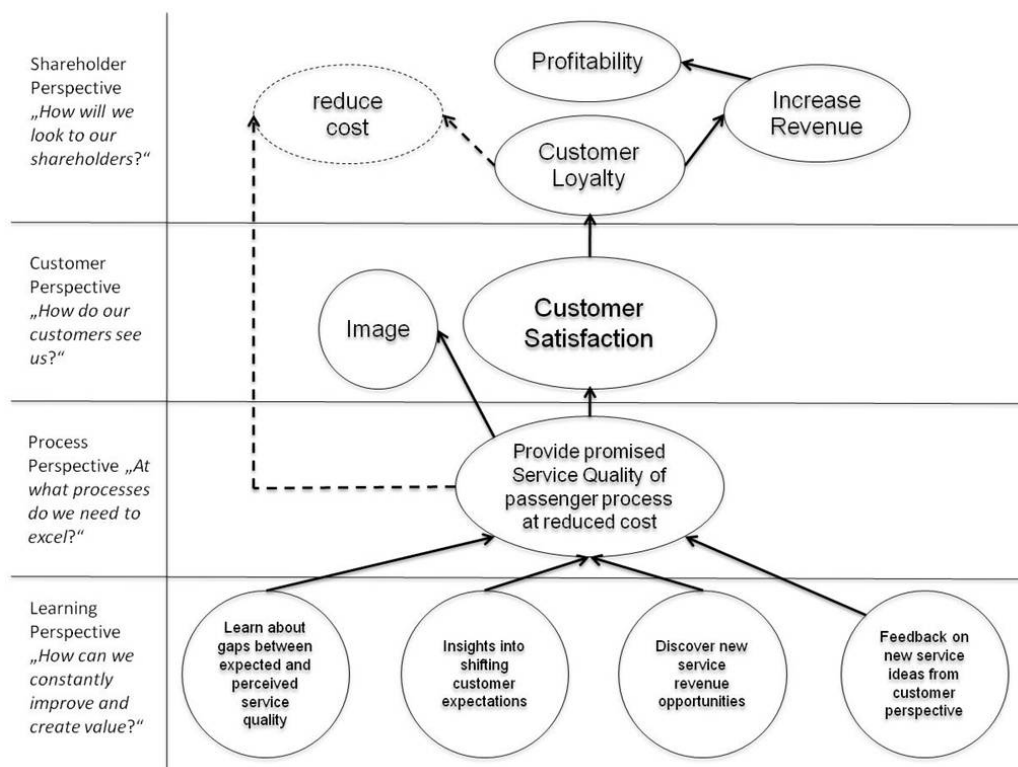 Shareholder
Perspective
„How will we
look to our
shareholders?“
reduce
cost
Profitability
Increase
Revenue
Customer
Loyalty
Customer
Perspective
„How do our
customers see
us?“
Image
Customer
Satisfaction
Process
Perspective „At
what processes
do we need to
excel?“
Provide promised
Service Quality of
passenger process
at reduced cost
Learning
Perspective
„How can we
constantly
improve and
create value?“
Learn about
gaps between
expected and
perceived
service
quality
Insights into
shifting
customer
expectations
Discover new
service
revenue
opportunities
Feedback on
new service
ideas from
customer
perspective